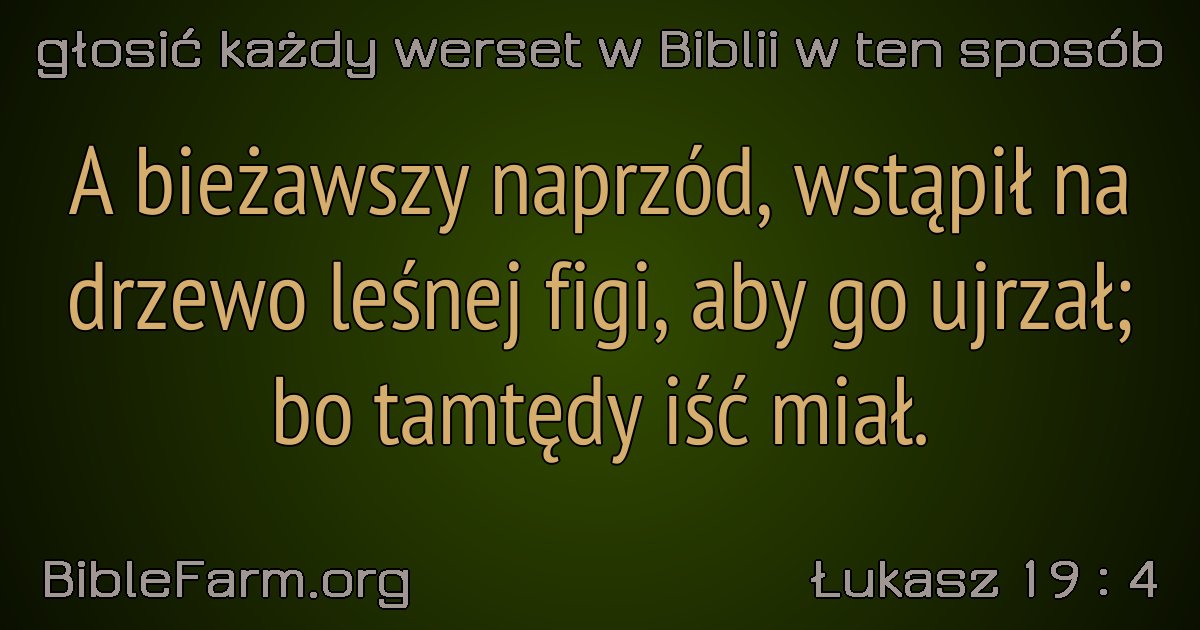 głosić każdy werset w Biblii w ten sposób
A bieżawszy naprzód, wstąpił na
drzewo leśnej figi, aby go ujrzał;
bo tamtędy iść miał.
BibleFarm.org
Łukasz 19 : 4